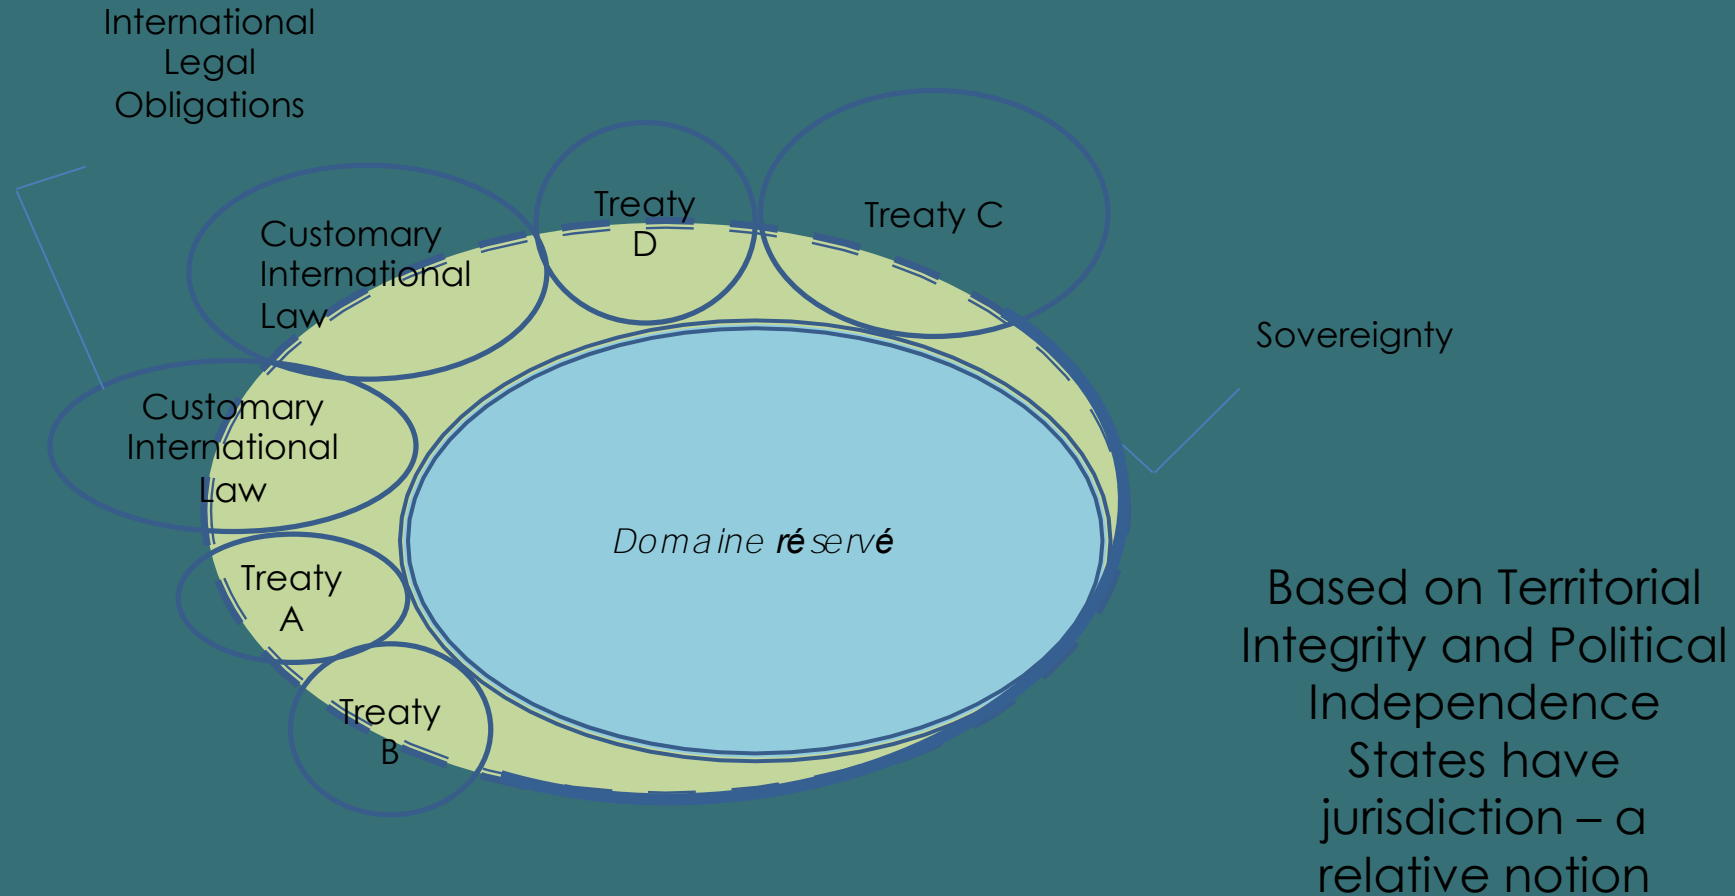 International
Legal
Obligations
Customary
International
Law
Treaty
D
Treaty C
Sovereignty
Customary
International
Law
Domaine réservé
Treaty
A
Treaty
B
Based on Territorial
Integrity and Political
Independence
States have
jurisdiction – a
relative notion